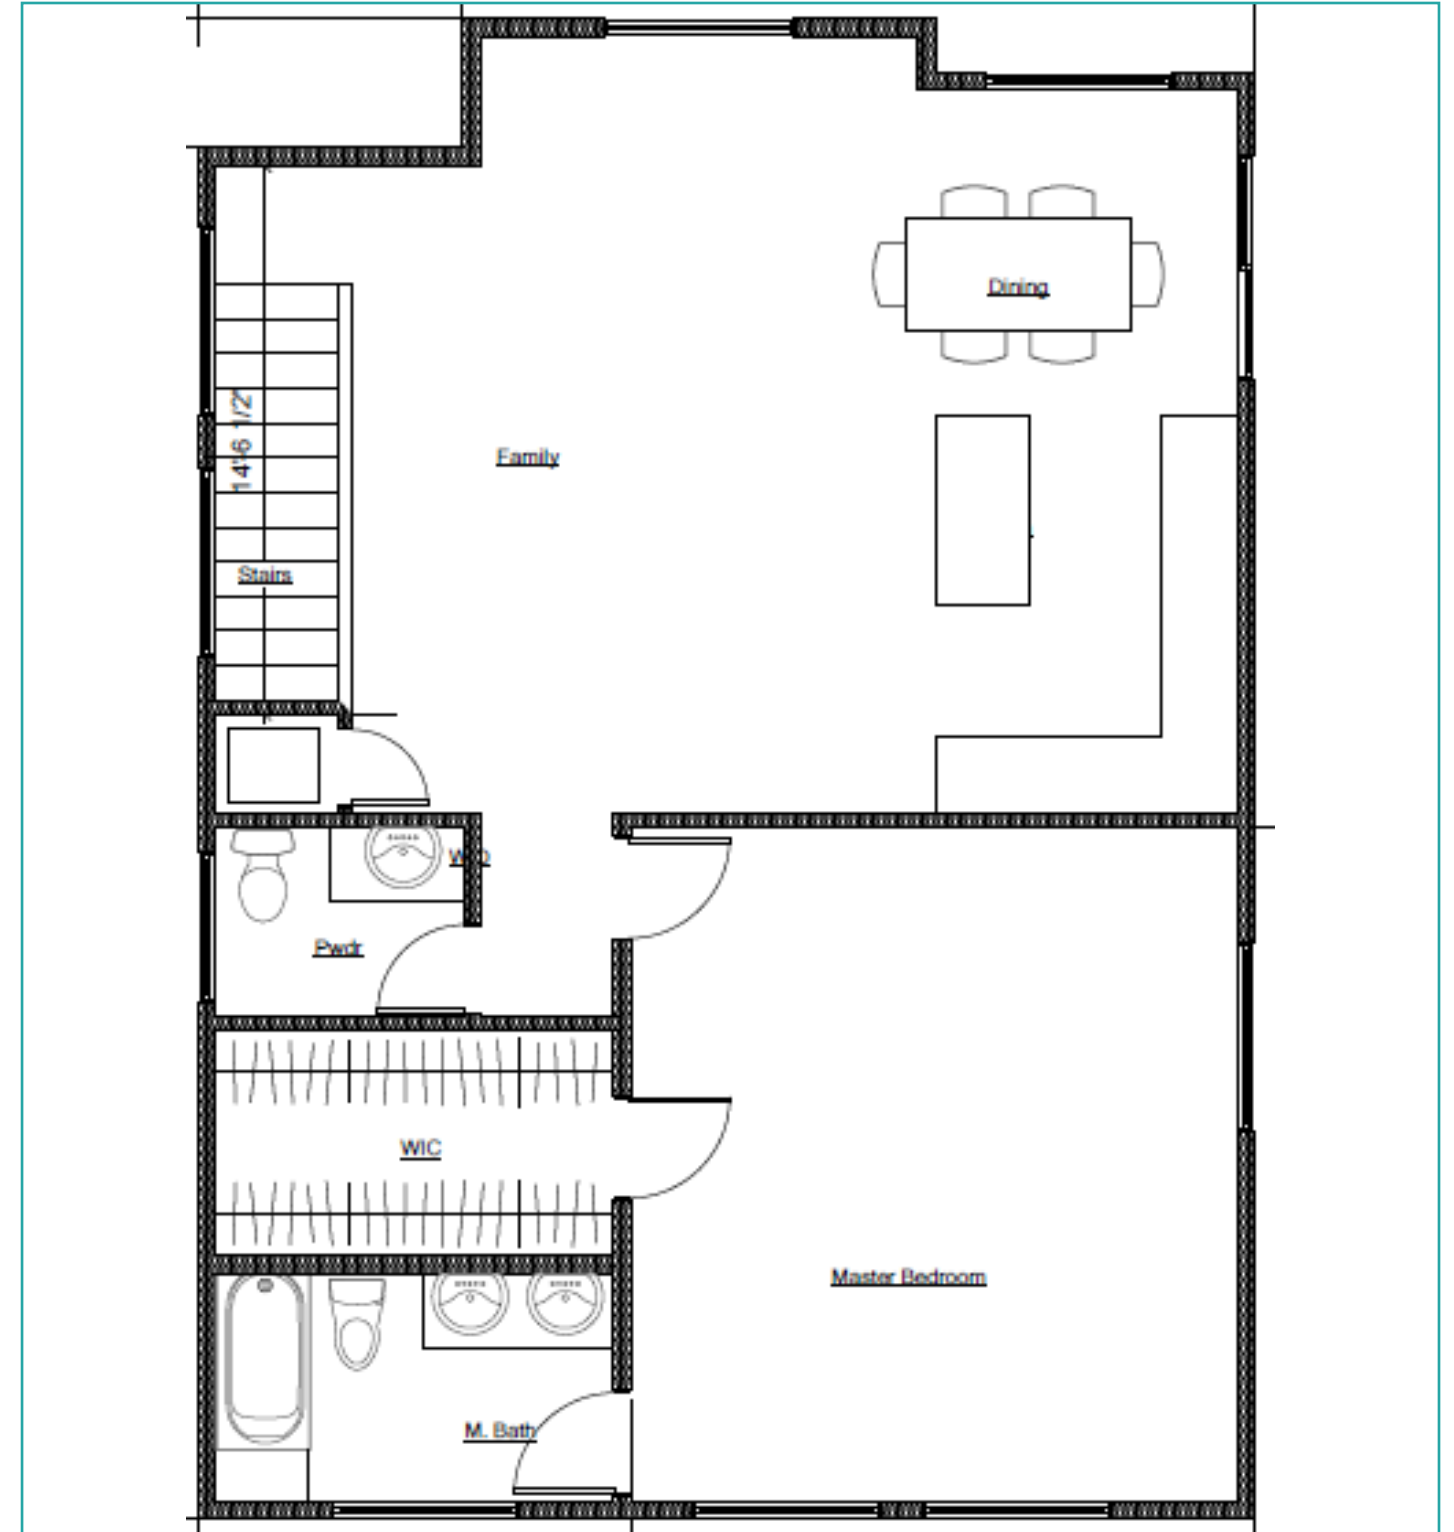 Dining
14'6 1/2"
Family
Stairs
Pwdr
WIC
Master Bedroom
M. Bath